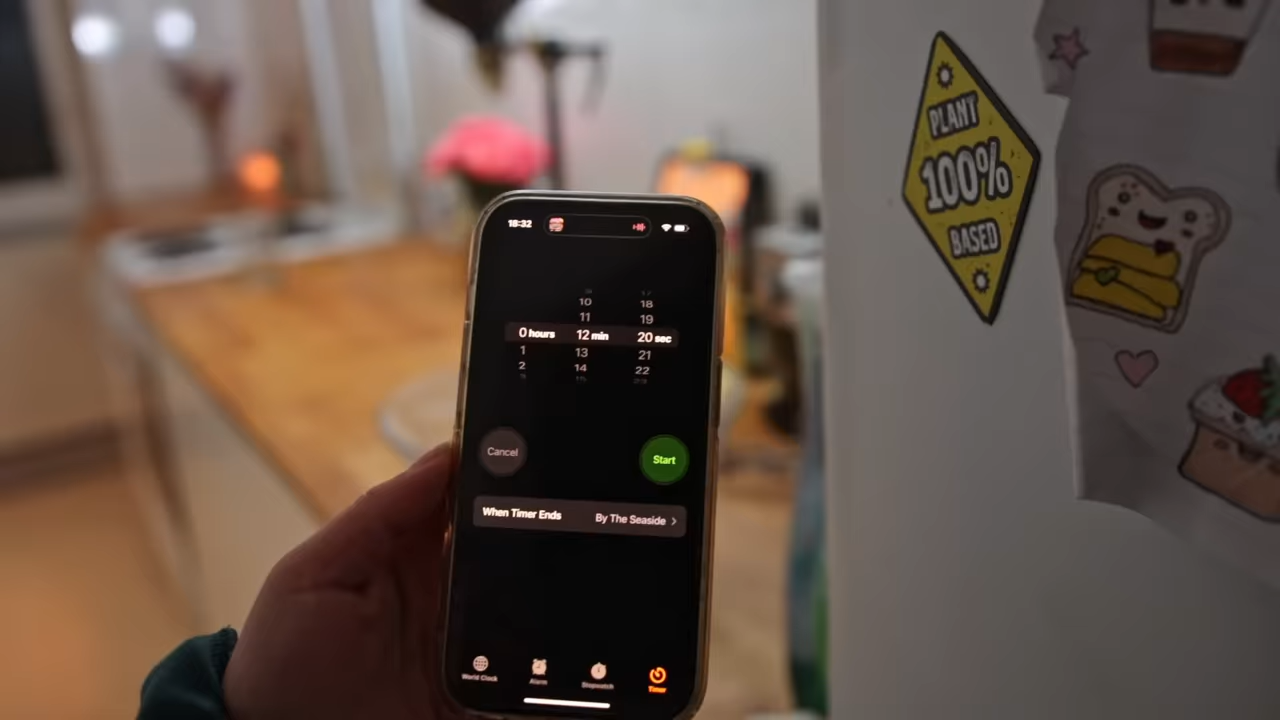 18:32
10 18
11 19
0 hours 12 min 20 sec
1 13 21
2 14 22
Cancel Start
When Timer Ends By The Seaside
World Clock Alarm Stopwatch Timer
PLANT
100%
BASED